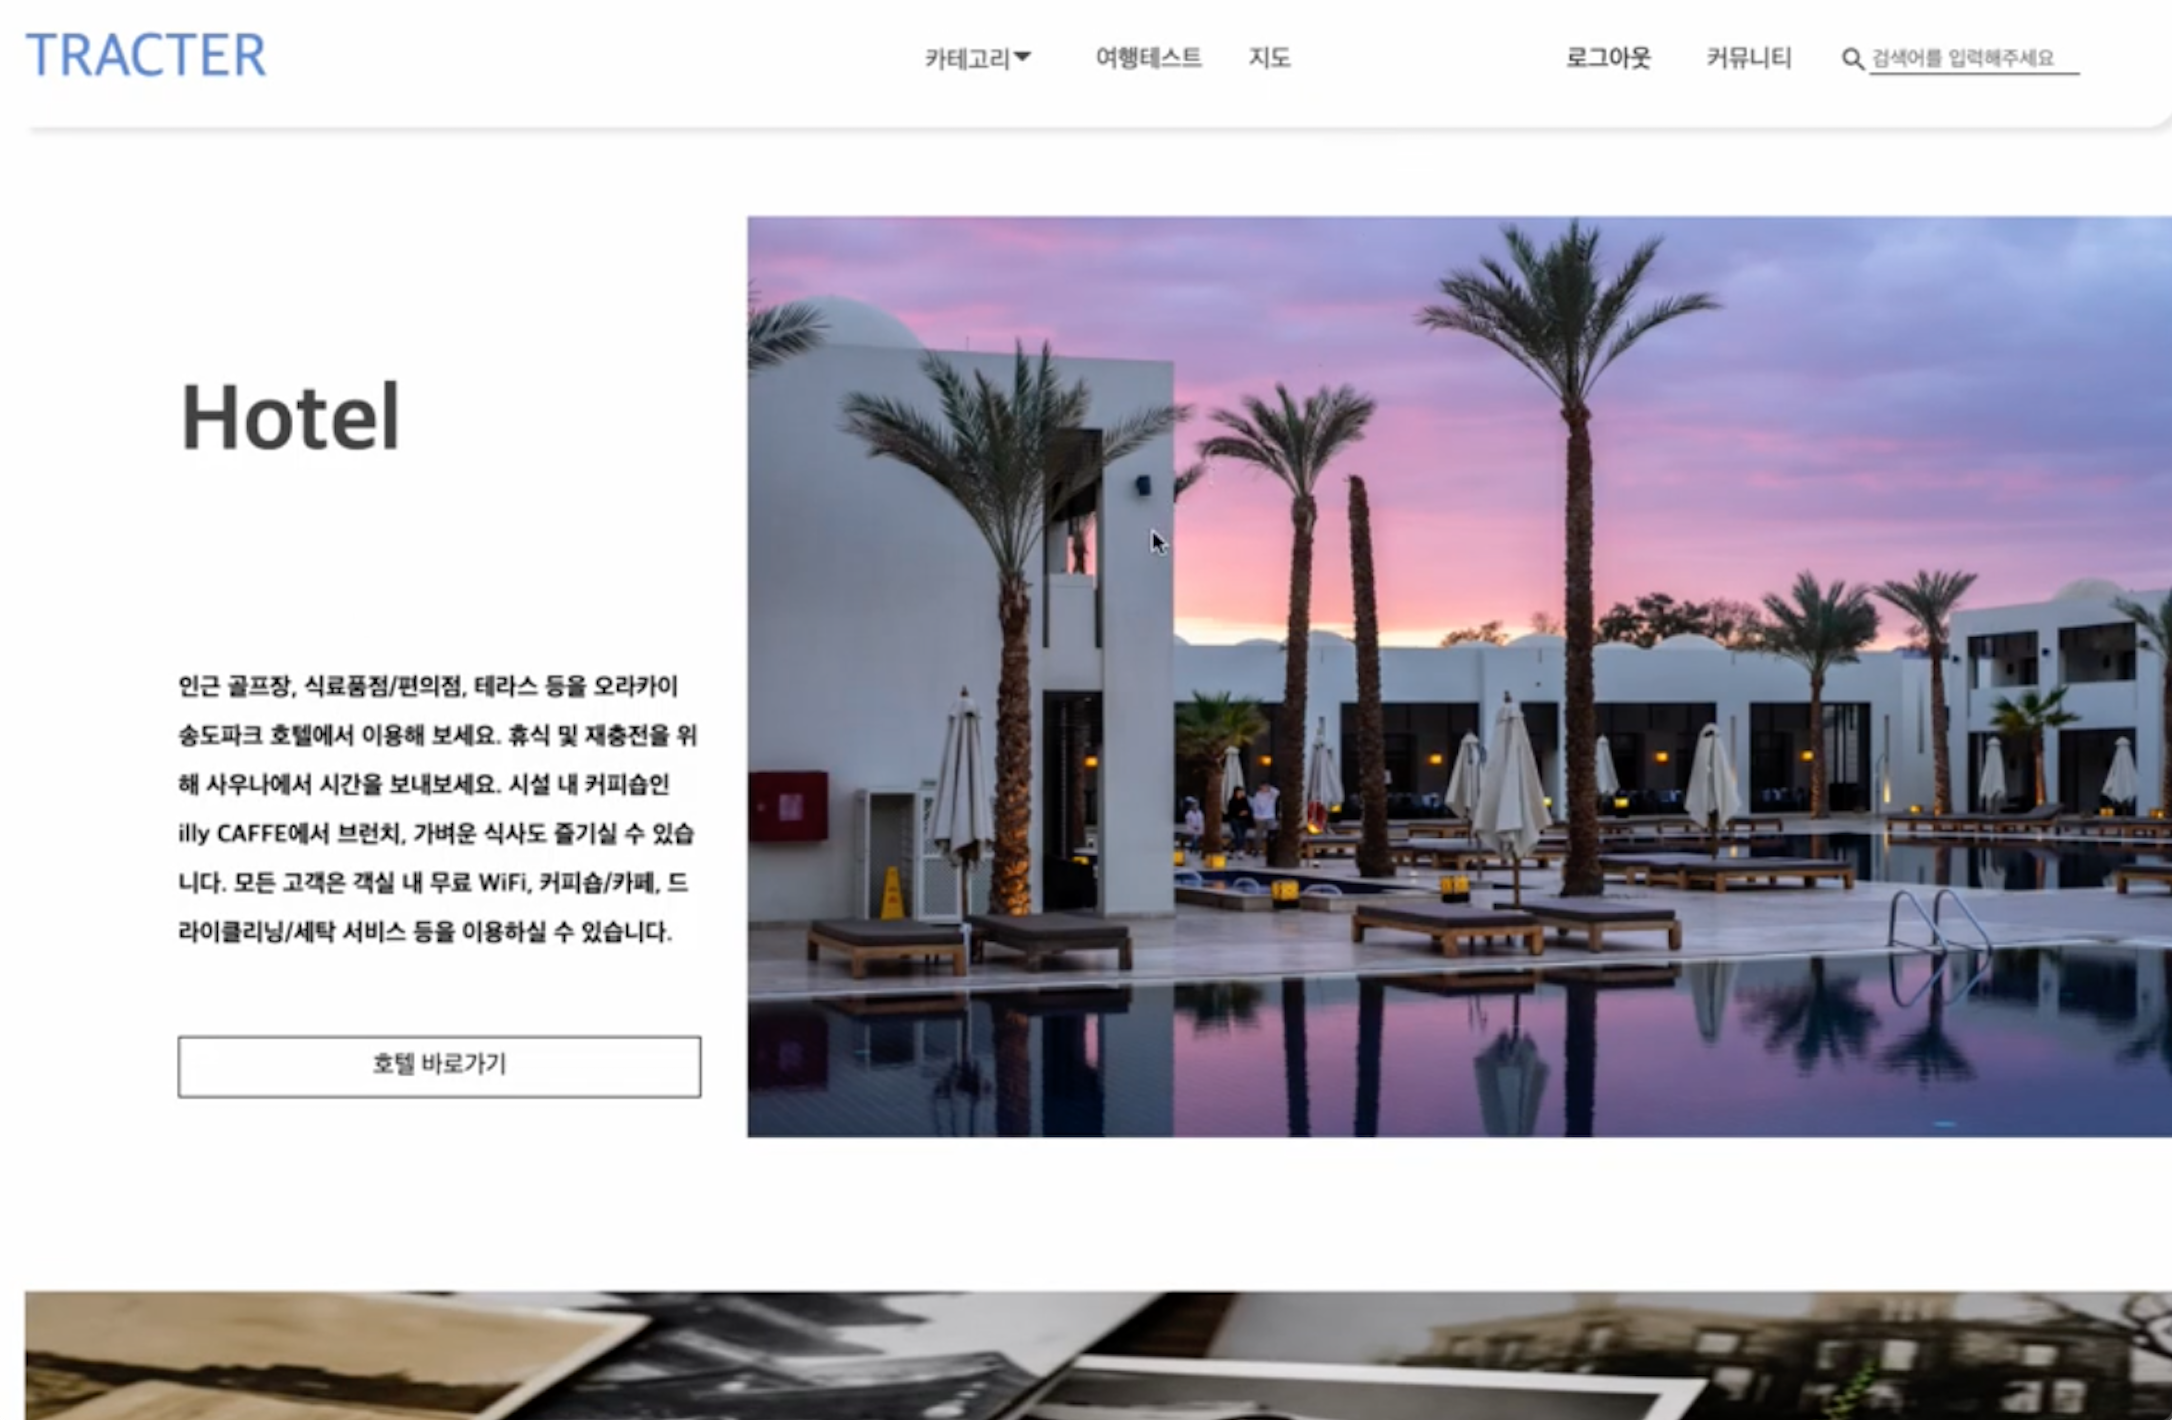 TRACTER
카테고리
여행테스트
지도
로그아웃
커뮤니티
검색어를 입력해주세요
Hotel
인근 골프장, 식료품점/편의점, 테라스 등을 오라카이
송도파크 호텔에서 이용해 보세요. 휴식 및 재충전을 위
해 사우나에서 시간을 보내보세요. 시설 내 커피숍인
illy CAFFE에서 브런치, 가벼운 식사도 즐기실 수 있습
니다. 모든 고객은 객실 내 무료 WiFi, 커피숍/카페, 드
라이클리닝/세탁 서비스 등을 이용하실 수 있습니다.
호텔 바로가기